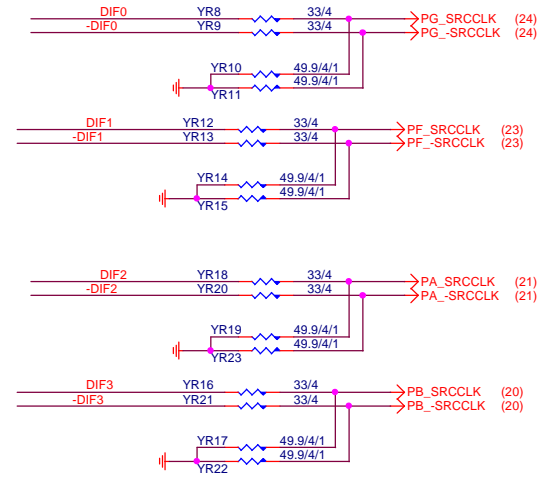 DIF0 YR8 33/4 PG_SRCCLK (24)
-DIF0 YR9 33/4 PG_-SRCCLK (24)
YR10 49.9/4/1
YR11 49.9/4/1
DIF1 YR12 33/4 PF_SRCCLK (23)
-DIF1 YR13 33/4 PF_-SRCCLK (23)
YR14 49.9/4/1
YR15 49.9/4/1
DIF2 YR18 33/4 PA_SRCCLK (21)
-DIF2 YR20 33/4 PA_-SRCCLK (21)
YR19 49.9/4/1
YR23 49.9/4/1
DIF3 YR16 33/4 PB_SRCCLK (20)
-DIF3 YR21 33/4 PB_-SRCCLK (20)
YR17 49.9/4/1
YR22 49.9/4/1